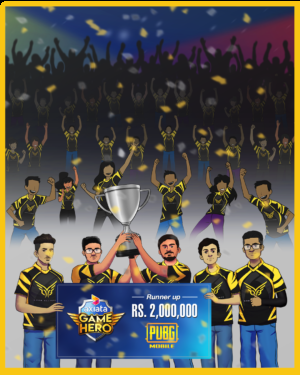 axiata
GAME
HERO
Runner up
RS. 2,000,000
PUBG
MOBILE